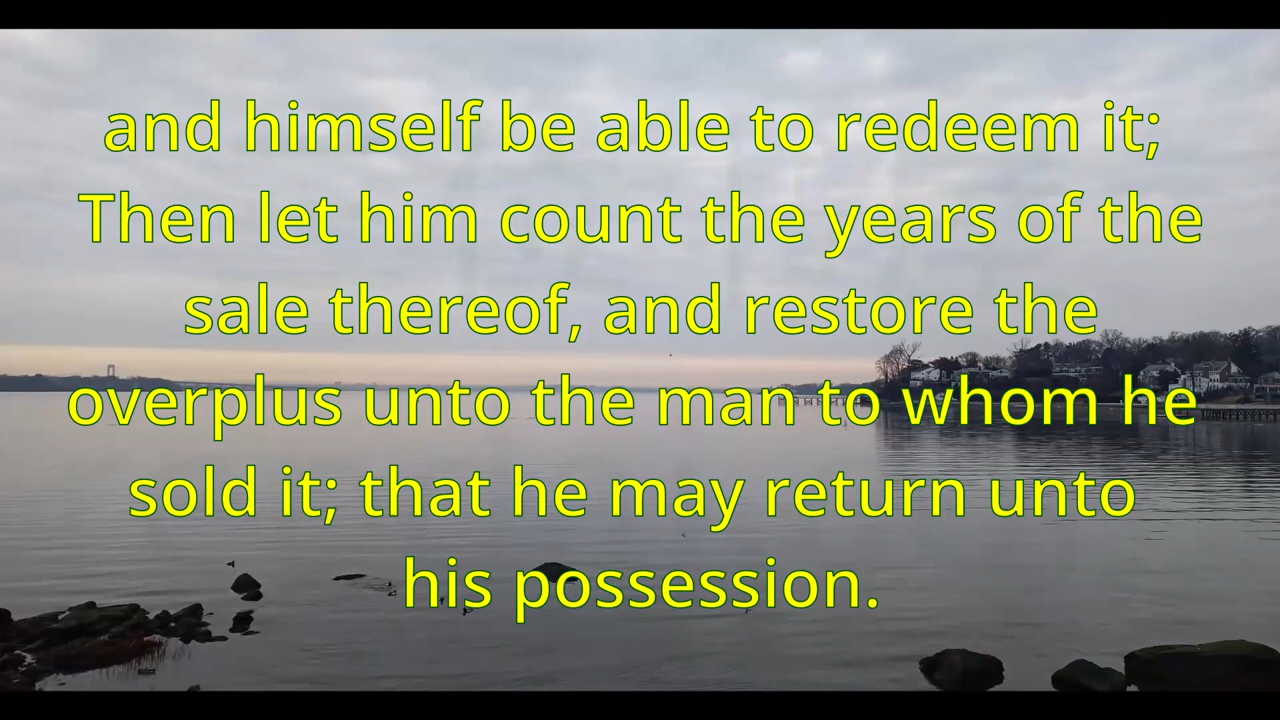 and himself be able to redeem it;
Then let him count the years of the
sale thereof, and restore the
overplus unto the man to whom he
sold it; that he may return unto
his possession.